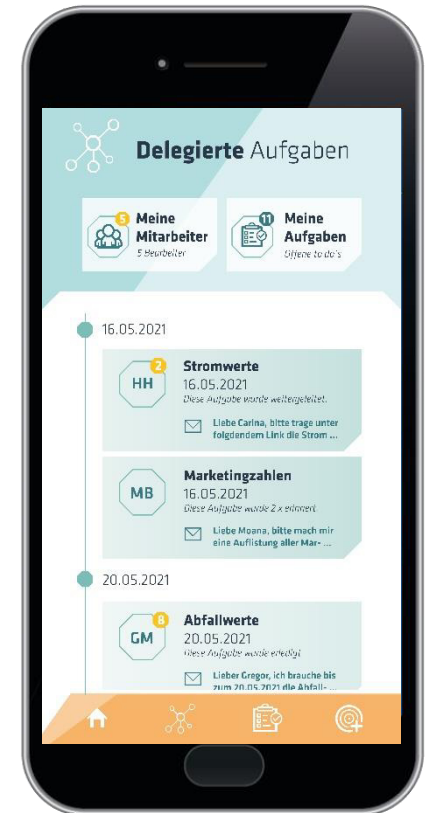 Delegierte Aufgaben
5
Meine
Mitarbeiter
5 Bearbeiter
11
Meine
Aufgaben
Offene to do's
16.05.2021
HH
2
Stromwerte
16.05.2021
Diese Aufgabe wurde weitergeleitet.
Liebe Carina, bitte trage unter
folgdendem Link die Strom ...
MB
Marketingzahlen
16.05.2021
Diese Aufgabe wurde 2 x erinnert.
Liebe Moana, bitte mach mir
eine Auflistung aller Mar- ...
20.05.2021
GM
8
Abfallwerte
20.05.2021
Diese Aufgabe wurde erledigt
Lieber Gregor, ich brauche bis
zum 20.05.2021 die Abfall- ...